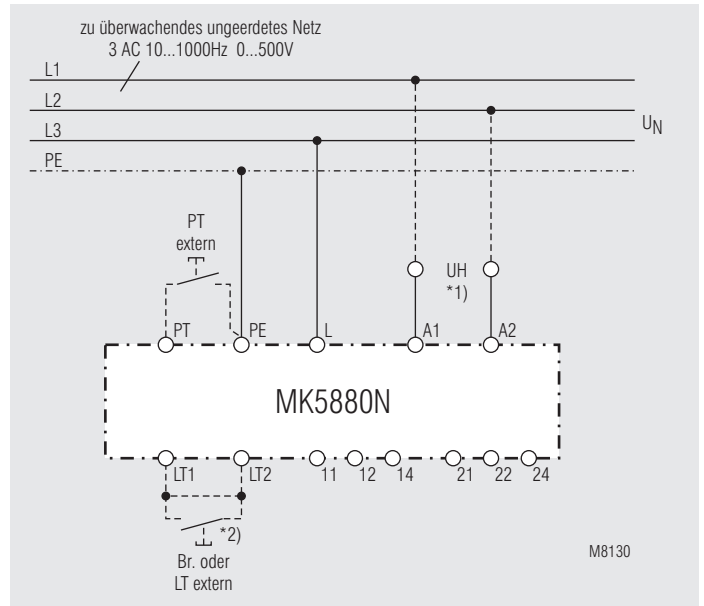 zu überwachendes ungeerdetes Netz
3 AC 10...1000Hz 0...500V
L1
L2
L3
UN
PE
PT
extern
UH
*1)
PT
PE
L
A1
A2
MK5880N
LT1
LT2
11
12
14
21
22
24
*2)
Br. oder
LT extern
M8130